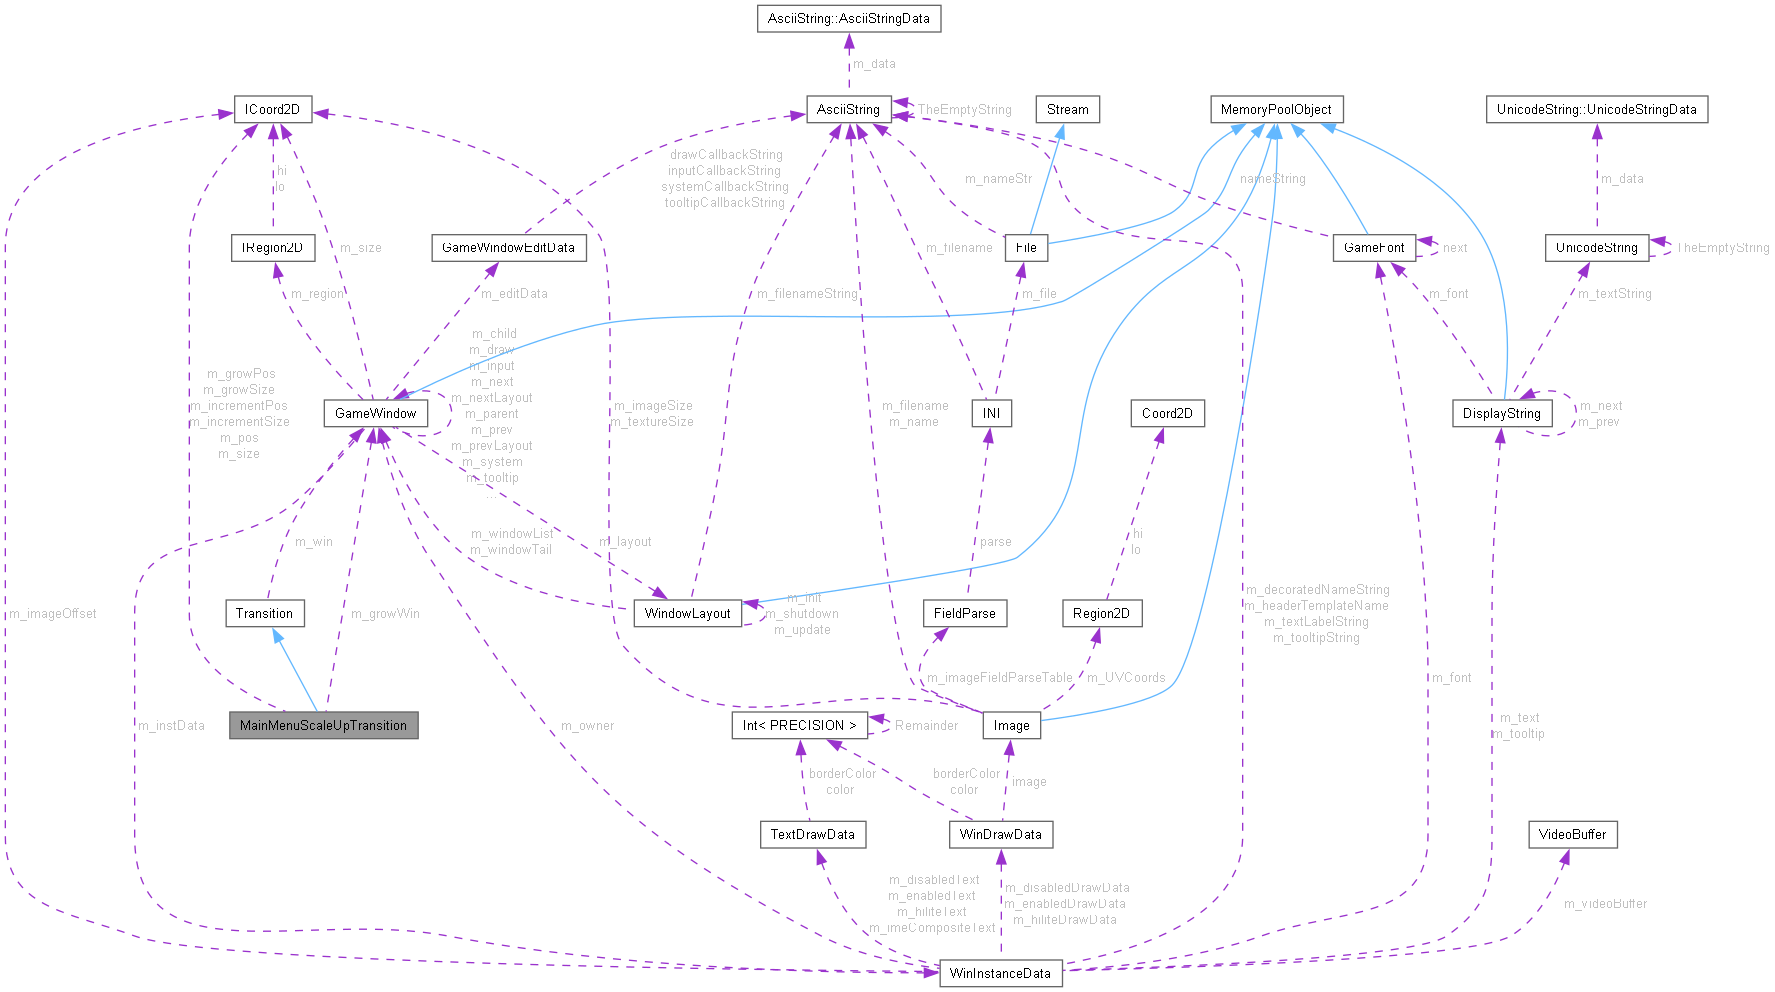 AsciiString::AsciiStringData
m_data
ICoord2D
AsciiString
TheEmptyString
Stream
MemoryPoolObject
UnicodeString::UnicodeStringData
drawCallbackString
inputCallbackString
systemCallbackString
tooltipCallbackString
hi
lo
m_nameStr
nameString
m_data
IRegion2D
m_size
GameWindowEditData
m_filename
File
GameFont
next
UnicodeString
TheEmptyString
m_region
m_editData
m_filenameString
m_file
m_font
m_textString
m_child
m_draw
m_input
m_next
m_nextLayout
m_parent
m_prev
m_prevLayout
m_system
m_tooltip
...
m_growPos
m_growSize
m_incrementPos
m_incrementSize
m_pos
m_size
GameWindow
m_imageSize
m_textureSize
m_filename
m_name
INI
Coord2D
DisplayString
m_next
m_prev
m_win
m_windowList
m_windowTail
m_layout
parse
hi
lo
m_imageOffset
Transition
m_growWin
WindowLayout
m_init
m_shutdown
m_update
FieldParse
Region2D
m_decoratedNameString
m_headerTemplateName
m_textLabelString
m_tooltipString
m_imageFieldParseTable
m_UVCoords
m_font
m_instData
MainMenuScaleUpTransition
m_owner
Int< PRECISION >
Remainder
Image
m_text
m_tooltip
borderColor
color
borderColor
color
image
TextDrawData
WinDrawData
VideoBuffer
m_disabledText
m_enabledText
m_hiliteText
m_imeCompositeText
m_disabledDrawData
m_enabledDrawData
m_hiliteDrawData
m_videoBuffer
WinInstanceData